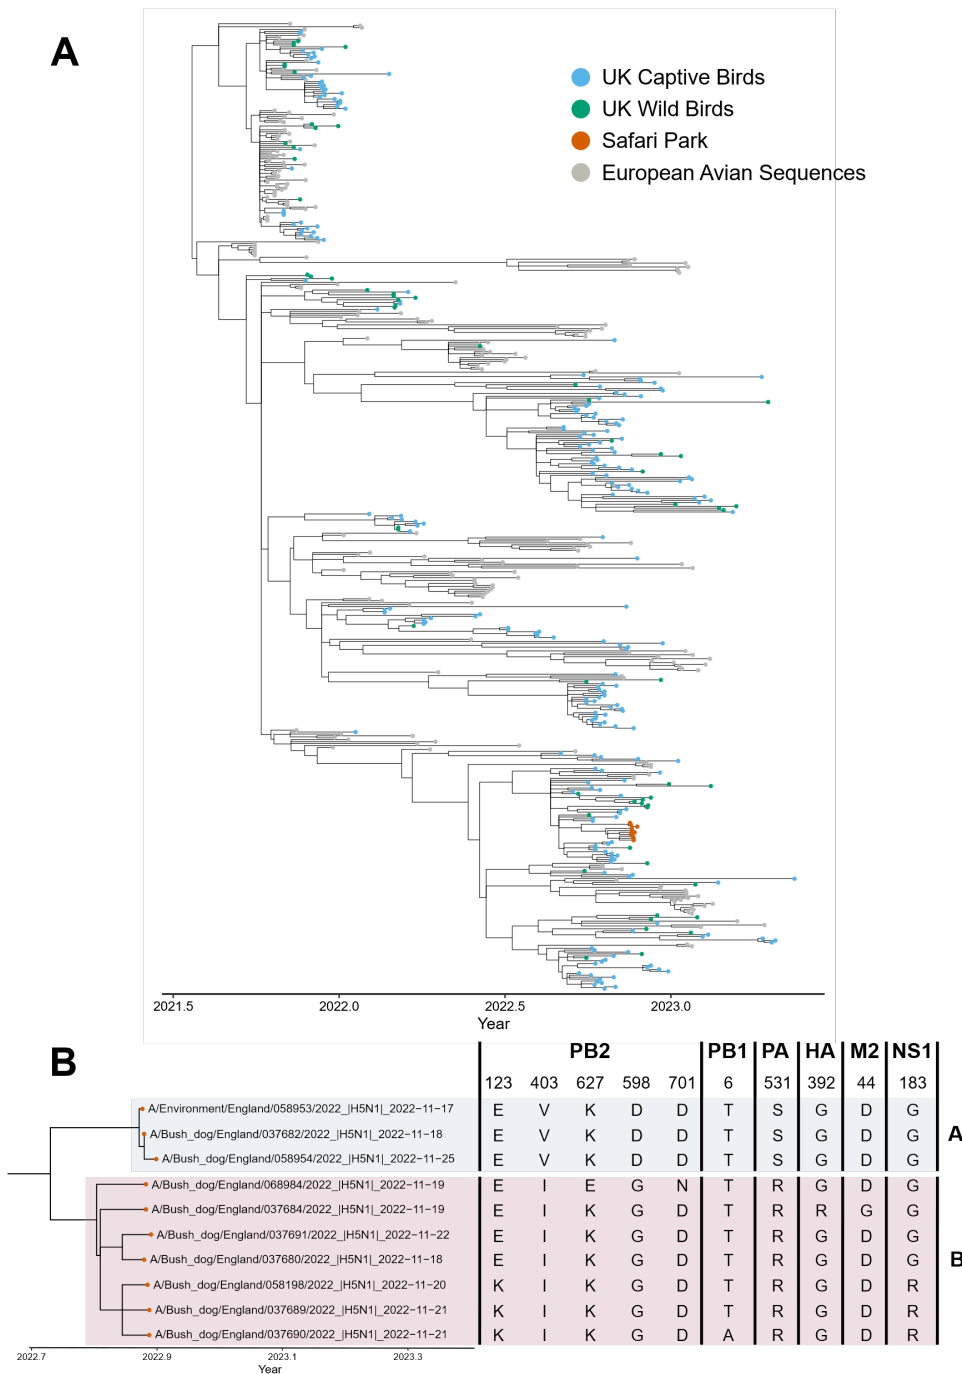 A
UK Captive Birds
UK Wild Birds
Safari Park
European Avian Sequences
2021.5 2022.0 2022.5 2023.0
Year
B
PB2 PB1 PA HA M2 NS1
123 403 627 598 701 6 531 392 44 183
A/Environment/England/058953/2022_|H5N1|_2022-11-17 E V K D D T S G D G
A/Bush_dog/England/037682/2022_|H5N1|_2022-11-18 E V K D D T S G D G
A
A/Bush_dog/England/058954/2022_|H5N1|_2022-11-25 E V K D D T S G D G
A/Bush_dog/England/068984/2022_|H5N1|_2022-11-19 E I E G N T R G D G
A/Bush_dog/England/037684/2022_|H5N1|_2022-11-19 E I K G D T R R G G
A/Bush_dog/England/037691/2022_|H5N1|_2022-11-22 E I K G D T R G D G
A/Bush_dog/England/037680/2022_|H5N1|_2022-11-18 E I K G D T R G D G
B
A/Bush_dog/England/058198/2022_|H5N1|_2022-11-20 K I K G D T R G D R
A/Bush_dog/England/037689/2022_|H5N1|_2022-11-21 K I K G D T R G D R
A/Bush_dog/England/037690/2022_|H5N1|_2022-11-21 K I K G D A R G D R
2022.7 2022.9 2023.1 2023.3
Year